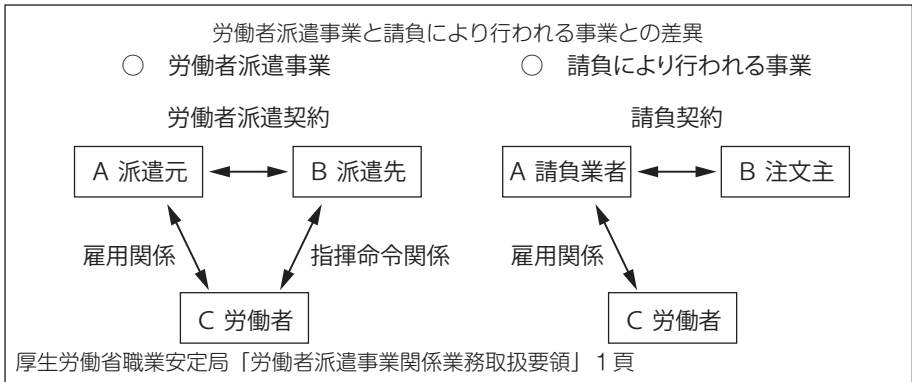 労働者派遣事業と請負により行われる事業との差異
○ 労働者派遣事業
○ 請負により行われる事業
労働者派遣契約
請負契約
A 派遣元
B 派遣先
A 請負業者
B 注文主
雇用関係
指揮命令関係
雇用関係
C 労働者
C 労働者
厚生労働省職業安定局「労働者派遣事業関係業務取扱要領」1頁